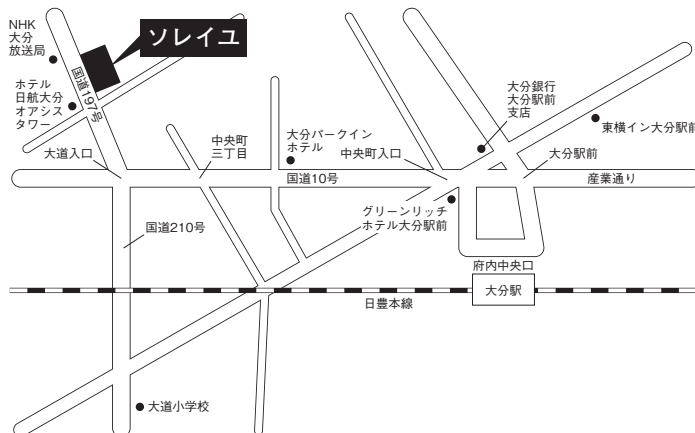 NHK
大分
放送局
ソレイユ
国道197号
ホテル
日航大分
オアシス
タワー
大道入口
中央町
三丁目
大分パークイン
ホテル
中央町入口
大分銀行
大分駅前
支店
東横イン大分駅前
大分駅前
国道10号
産業通り
グリーンリッチ
ホテル大分駅前
国道210号
府内中央口
大分駅
日豊本線
大道小学校